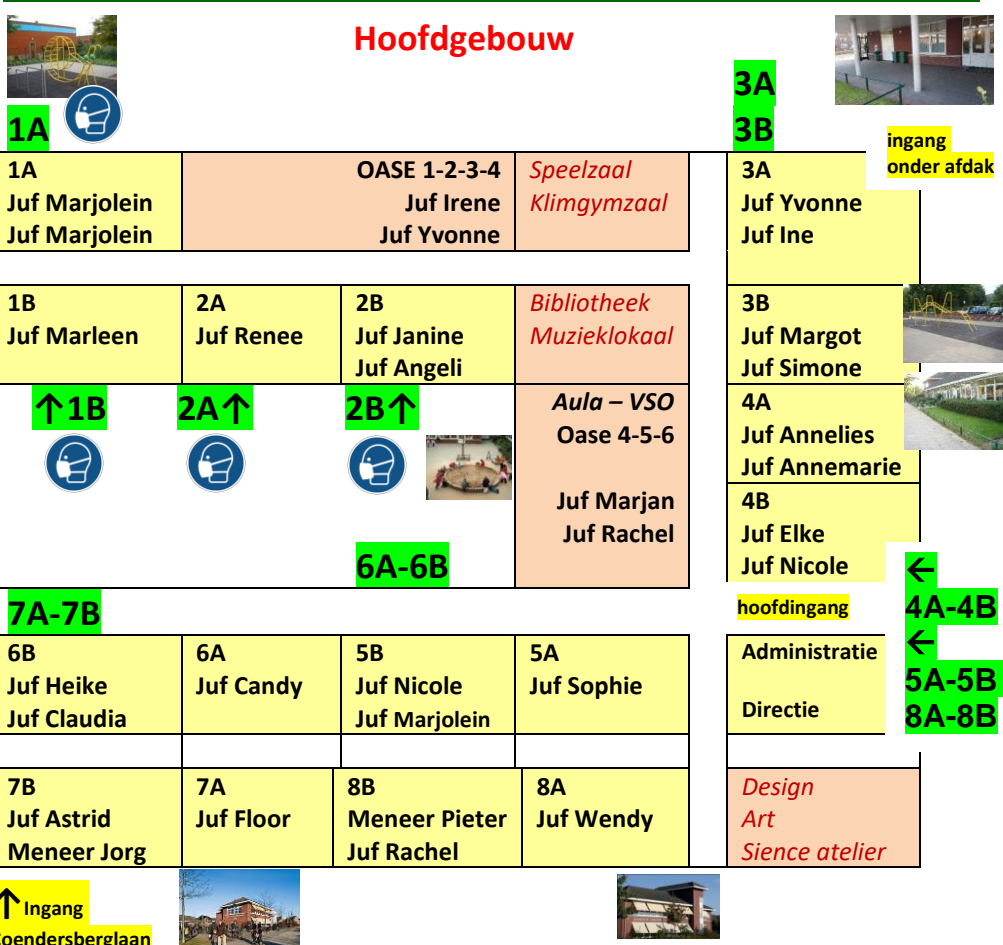 Hoofdgebouw
3A
1A
3B
ingang
onder afdak
1A
Juf Marjolein
Juf Marjolein
OASE 1-2-3-4
Juf Irene
Juf Yvonne
Speelzaal
Klimgymzaal
3A
Juf Yvonne
Juf Ine
1B
Juf Marleen
2A
Juf Renee
2B
Juf Janine
Juf Angeli
Bibliotheek
Muzieklokaal
3B
Juf Margot
Juf Simone
↑1B
2A↑
2B↑
Aula – VSO
Oase 4-5-6
Juf Marjan
Juf Rachel
4A
Juf Annelies
Juf Annemarie
4B
Juf Elke
Juf Nicole
6A-6B
7A-7B
hoofdingang
←
4A-4B
←
5A-5B
8A-8B
6B
Juf Heike
Juf Claudia
6A
Juf Candy
5B
Juf Nicole
Juf Marjolein
5A
Juf Sophie
Administratie
Directie
7B
Juf Astrid
Meneer Jorg
7A
Juf Floor
8B
Meneer Pieter
Juf Rachel
8A
Juf Wendy
Design
Art
Sience atelier
↑Ingang